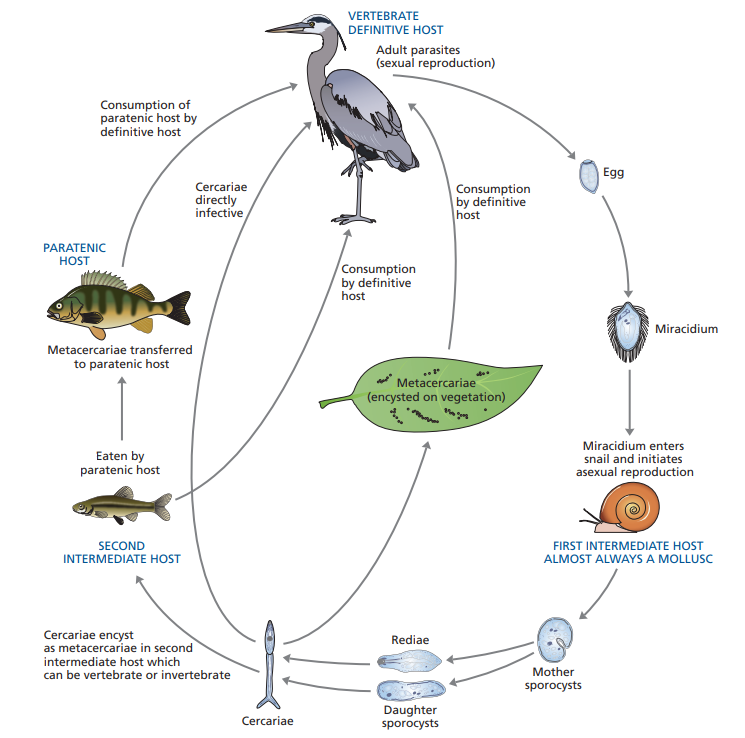 VERTEBRATE
DEFINITIVE HOST
Adult parasites
(sexual reproduction)
Consumption of
paratenic host by
definitive host
Cercariae
directly
infective
Consumption
by definitive
host
Egg
PARATENIC
HOST
Consumption
by definitive
host
Miracidium
Metacercariae transferred
to paratenic host
Metacercariae
(encysted on vegetation)
Eaten by
paratenic host
Miracidium enters
snail and initiates
asexual reproduction
SECOND
INTERMEDIATE HOST
FIRST INTERMEDIATE HOST
ALMOST ALWAYS A MOLLUSC
Cercariae encyst
as metacercariae in second
intermediate host which
can be vertebrate or invertebrate
Rediae
Mother
sporocysts
Cercariae
Daughter
sporocysts